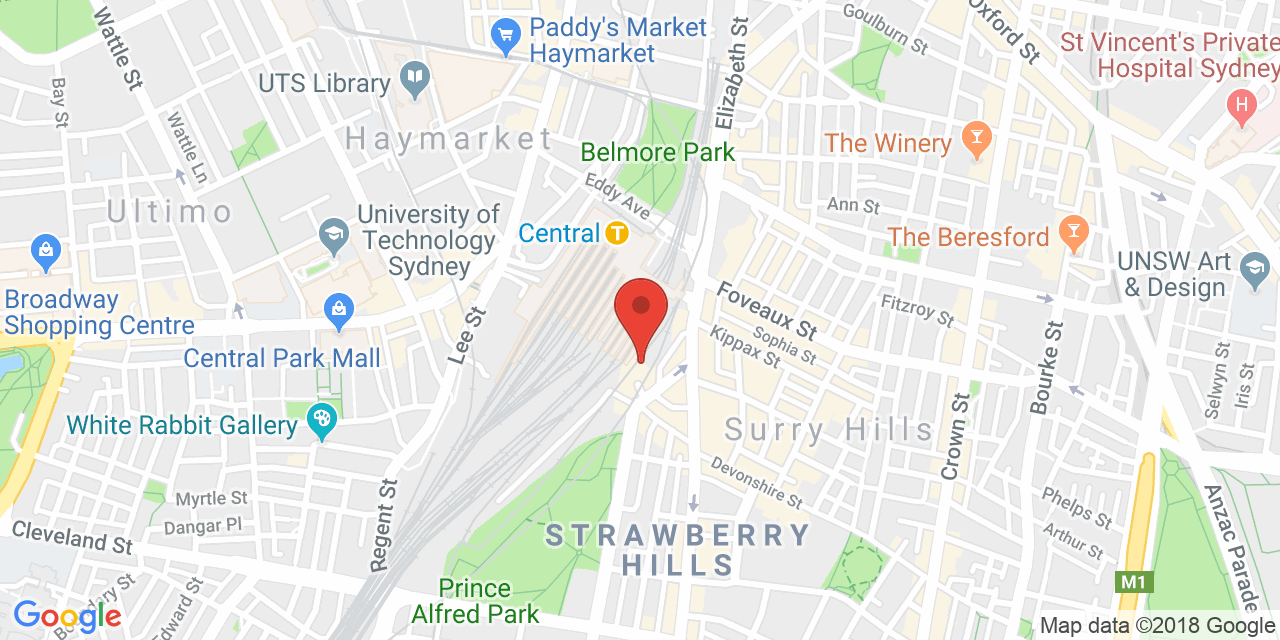 Wattle St
Paddy's Market
Haymarket
Elizabeth St
Goulburn St
Oxford St
St Vincent's Private
Hospital Sydney
H
Bay St
UTS Library
Wattle Ln
Haymarket
Belmore Park
The Winery
Ultimo
University of
Technology
Sydney
Eddy Ave
Central
T
Ann St
The Beresford
UNSW Art
& Design
Broadway
Shopping Centre
Central Park Mall
Lee St
Foveaux St
Sophia St
Kippax St
Fitzroy St
Bourke St
Selwyn St
Iris St
White Rabbit Gallery
Surry Hills
Crown St
Devonshire St
Myrtle St
Dangar Pl
Regent St
Phelps St
Arthur St
Anzac Parade
Cleveland St
STRAWBERRY
HILLS
Prince
Alfred Park
M1
Edward St
Google
Map data ©2018 Google